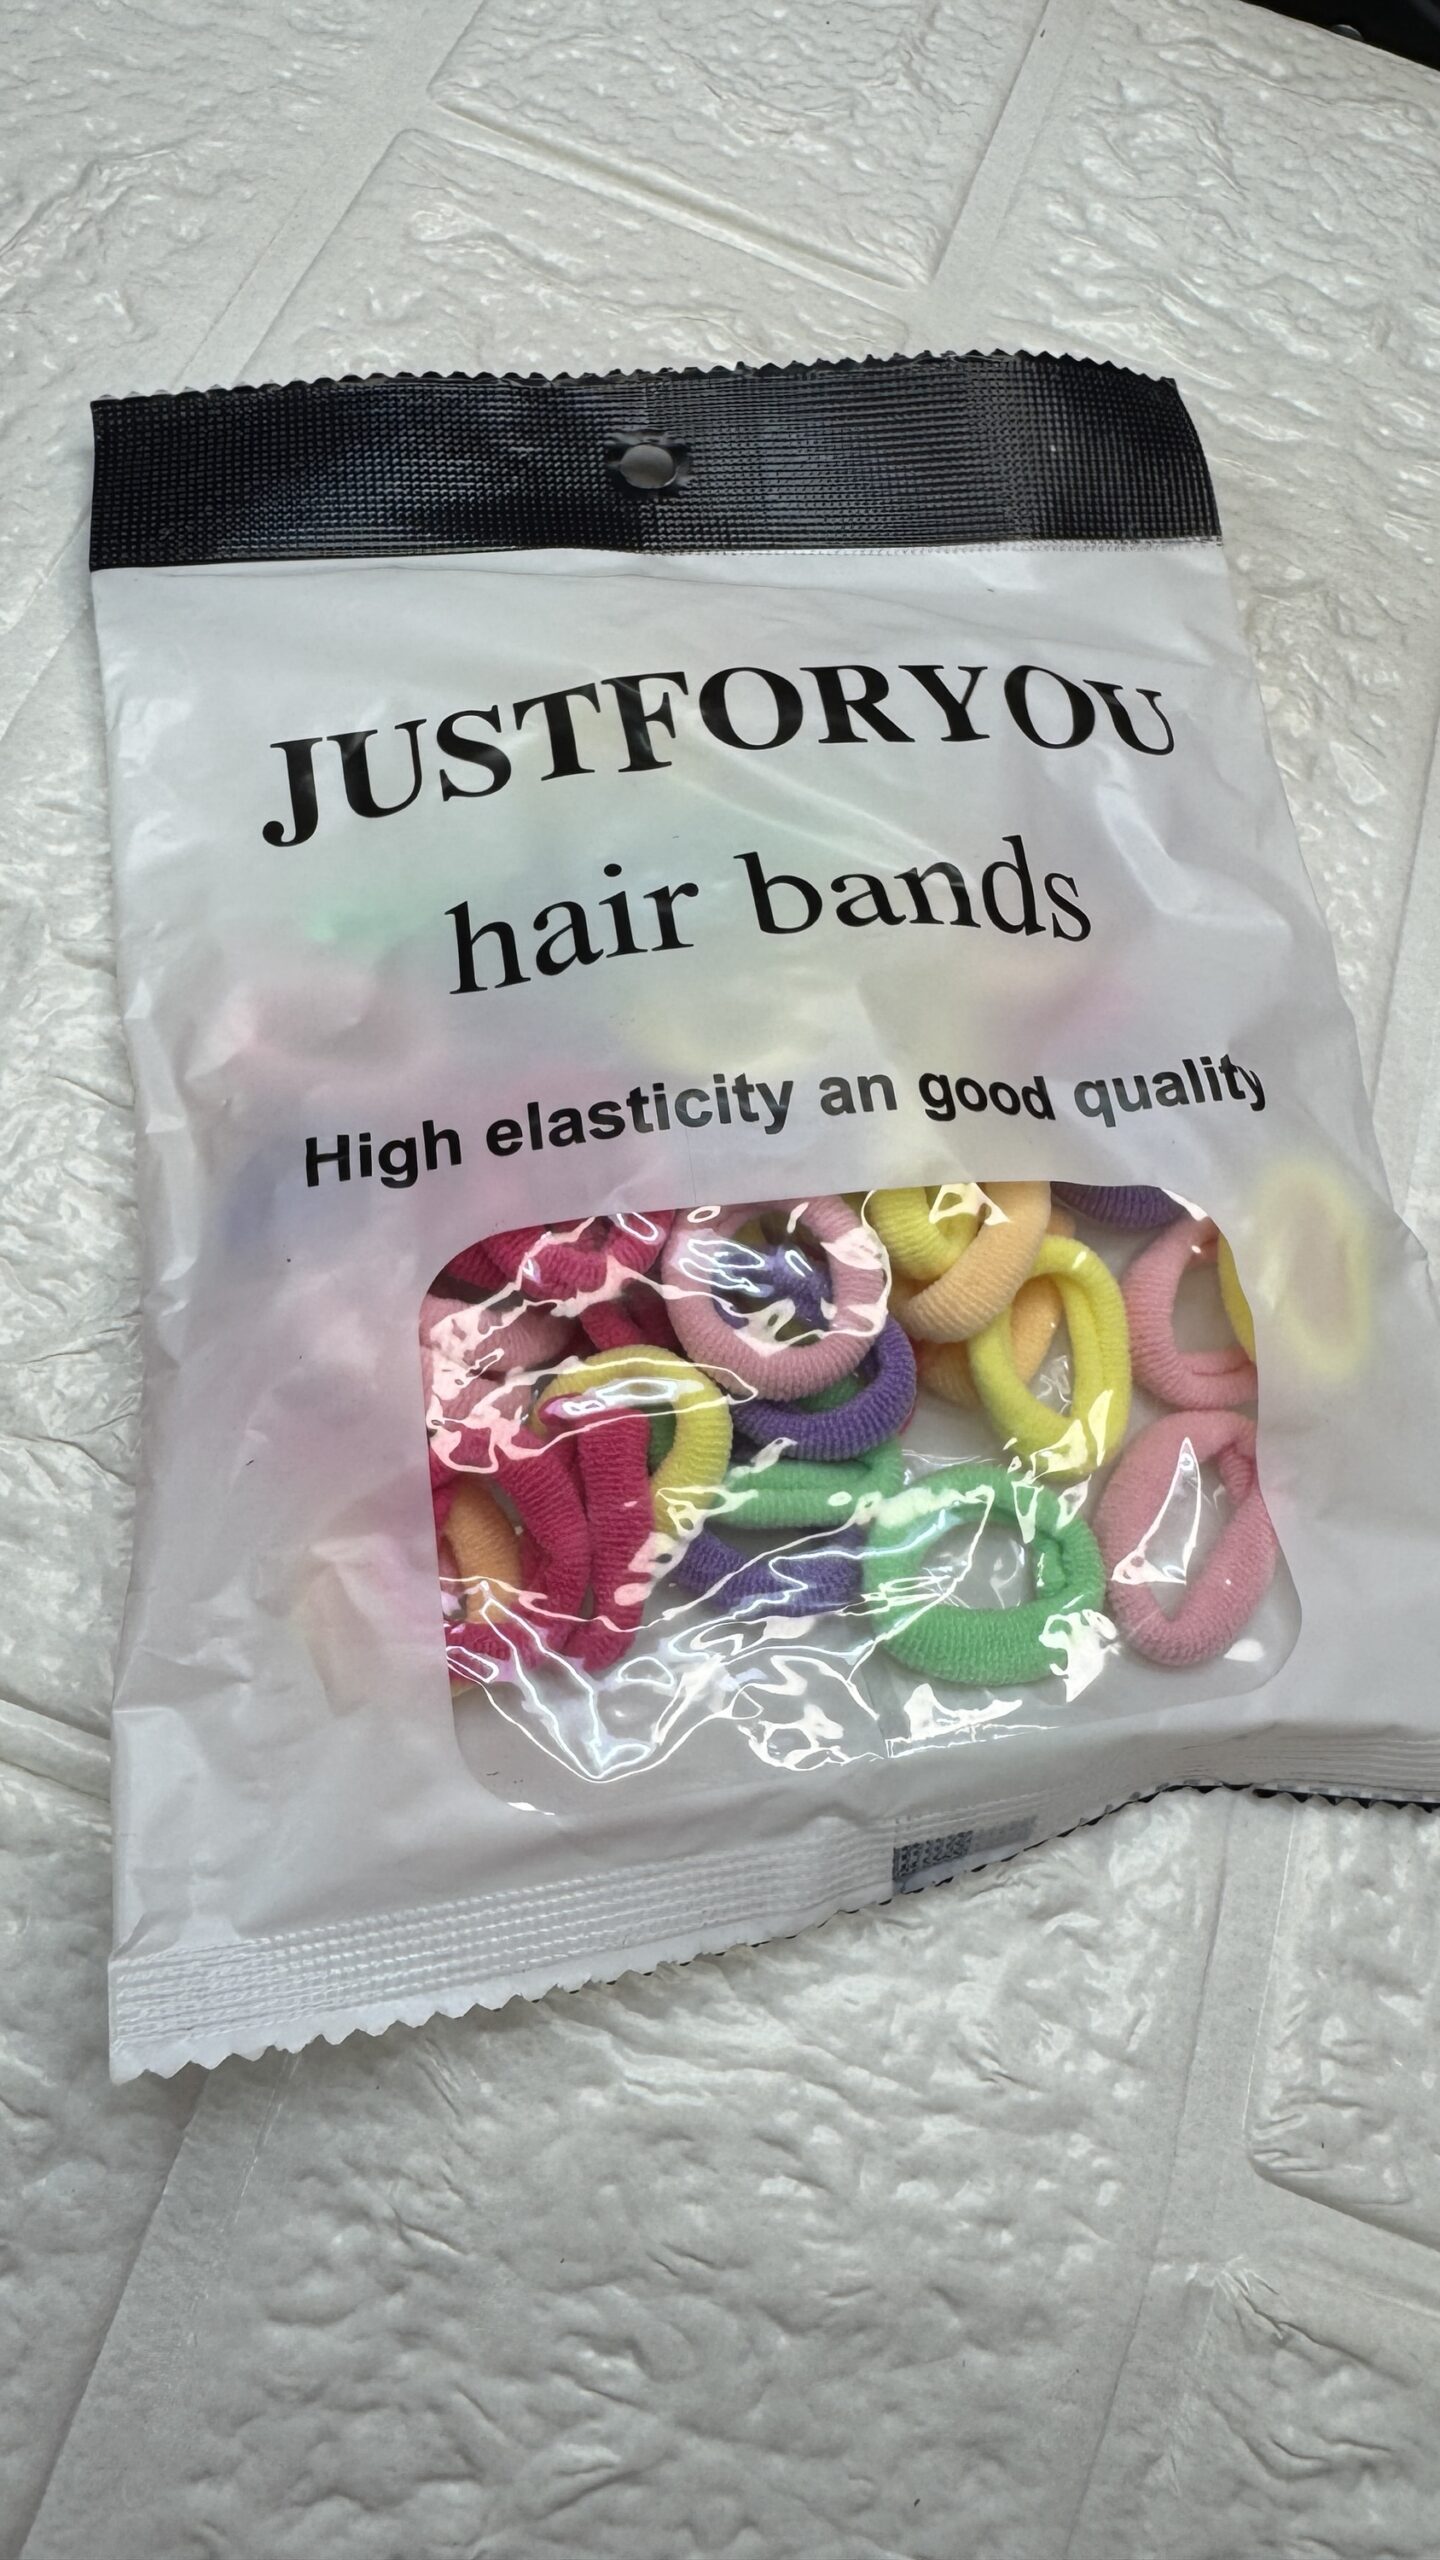 JUSTFORYOU
hair bands
High elasticity an good quality